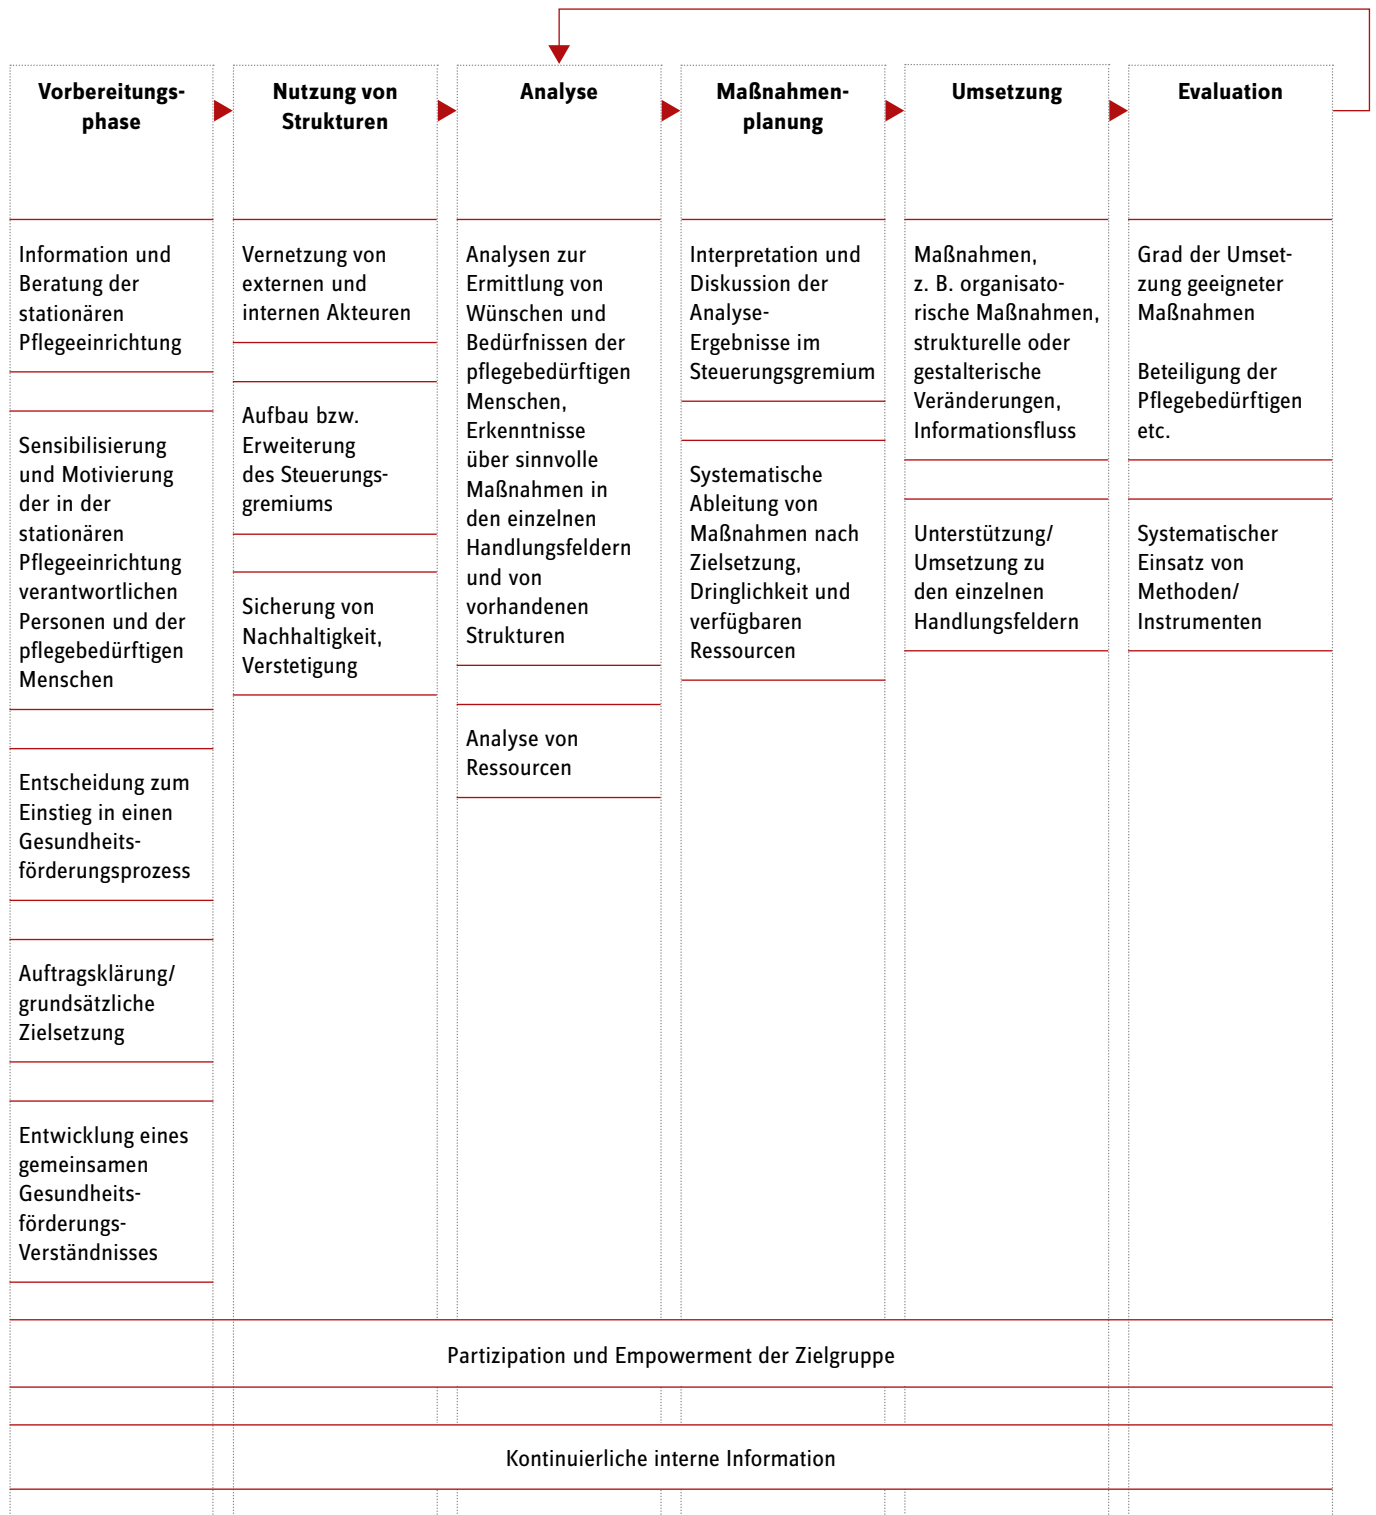 Vorbereitungs-
phase
Information und
Beratung der
stationären
Pflegeeinrichtung
Sensibilisierung
und Motivierung
der in der
stationären
Pflegeeinrichtung
verantwortlichen
Personen und der
pflegebedürftigen
Menschen
Entscheidung zum
Einstieg in einen
Gesundheits-
förderungsprozess
Auftragsklärung/
grundsätzliche
Zielsetzung
Entwicklung eines
gemeinsamen
Gesundheits-
förderungs-
Verständnisses
Nutzung von
Strukturen
Vernetzung von
externen und
internen Akteuren
Aufbau bzw.
Erweiterung
des Steuerungs-
gremiums
Sicherung von
Nachhaltigkeit,
Verstetigung
Analyse
Analysen zur
Ermittlung von
Wünschen und
Bedürfnissen der
pflegebedürftigen
Menschen,
Erkenntnisse
über sinnvolle
Maßnahmen in
den einzelnen
Handlungsfeldern
und von
vorhandenen
Strukturen
Analyse von
Ressourcen
Maßnahmen-
planung
Interpretation und
Diskussion der
Analyse-
Ergebnisse im
Steuerungsgremium
Systematische
Ableitung von
Maßnahmen nach
Zielsetzung,
Dringlichkeit und
verfügbaren
Ressourcen
Umsetzung
Maßnahmen,
z. B. organisato-
rische Maßnahmen,
strukturelle oder
gestalterische
Veränderungen,
Informationsfluss
Unterstützung/
Umsetzung zu
den einzelnen
Handlungsfeldern
Evaluation
Grad der Umset-
zung geeigneter
Maßnahmen
Beteiligung der
Pflegebedürftigen
etc.
Systematischer
Einsatz von
Methoden/
Instrumenten
Partizipation und Empowerment der Zielgruppe
Kontinuierliche interne Information